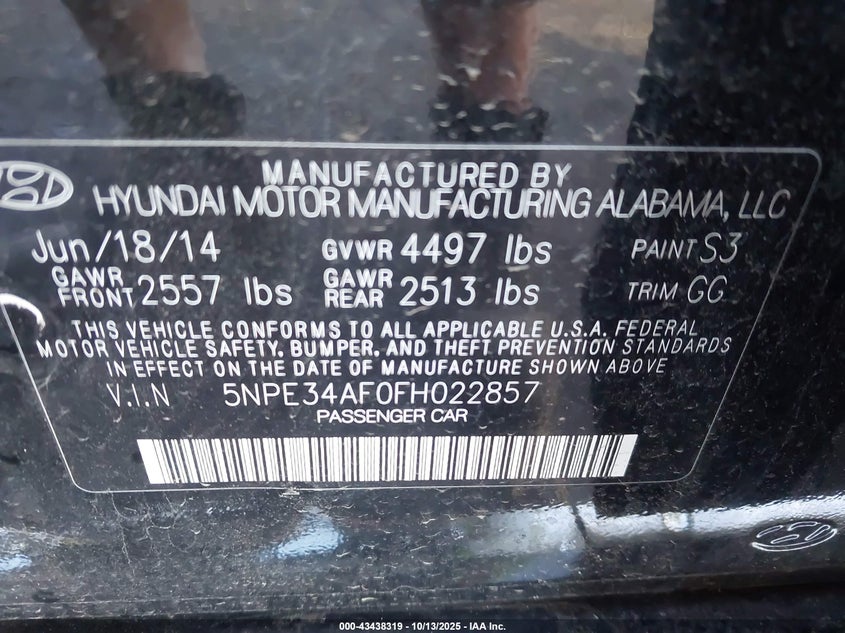 MANUFACTURED BY
HYUNDAI MOTOR MANUFACTURING ALABAMA, LLC
Jun/18/14 GVWR 4497 lbs PAINT S3
GAWR FRONT 2557 lbs GAWR REAR 2513 lbs TRIM GG
THIS VEHICLE CONFORMS TO ALL APPLICABLE U.S.A. FEDERAL
MOTOR VEHICLE SAFETY, BUMPER, AND THEFT PREVENTION STANDARDS
IN EFFECT ON THE DATE OF MANUFACTURE SHOWN ABOVE
V.I.N 5NPE34AF0FH022857
PASSENGER CAR
000-43438319 - 10/13/2025 - IAA Inc.